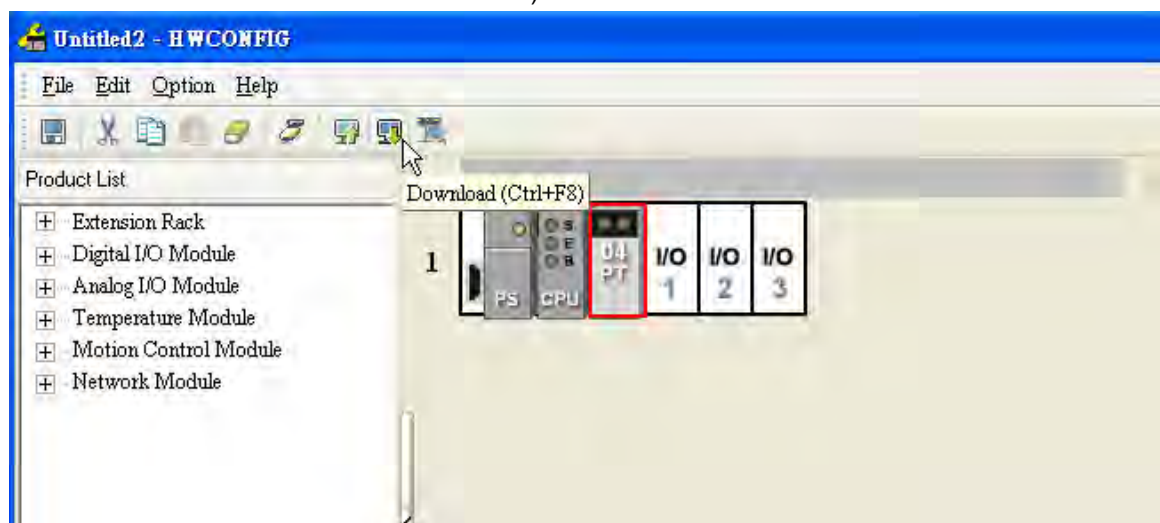 Untitled2 - HWCONFIG
File Edit Option Help
Product List
Download (Ctrl+F8)
+ Extension Rack
+ Digital I/O Module
+ Analog I/O Module
+ Temperature Module
+ Motion Control Module
+ Network Module
1
PS
CPU
04
PT
I/O
1
I/O
2
I/O
3